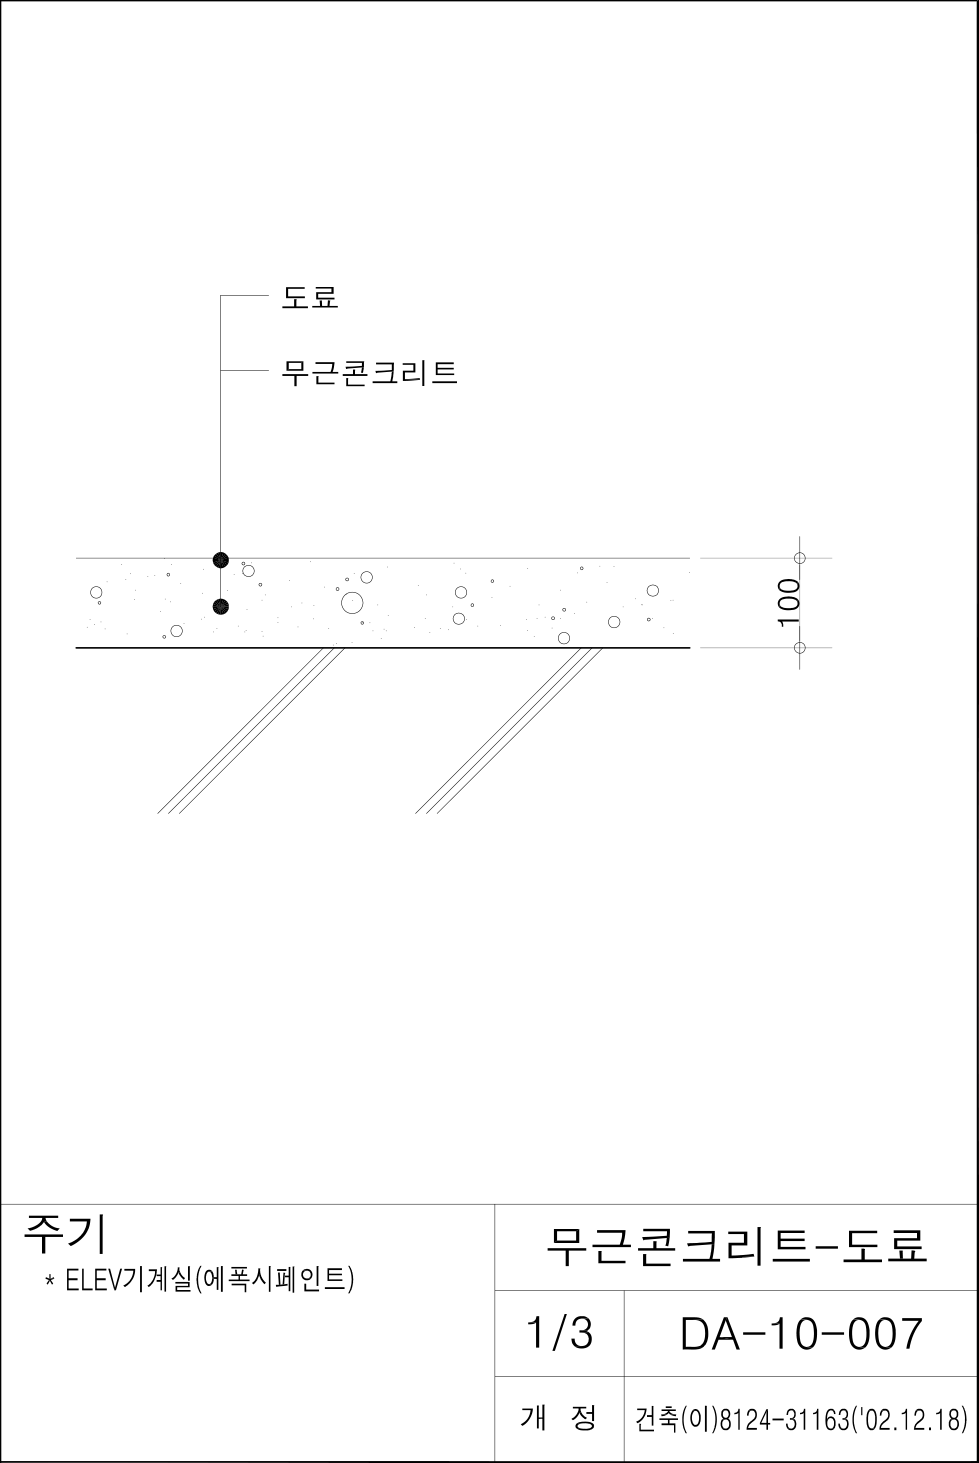 도료
무근콘크리트
100
주기
* ELEV기계실(에폭시페인트)
무근콘크리트-도료
1/3
DA-10-007
개 정
건축(이)8124-31163('02.12.18)